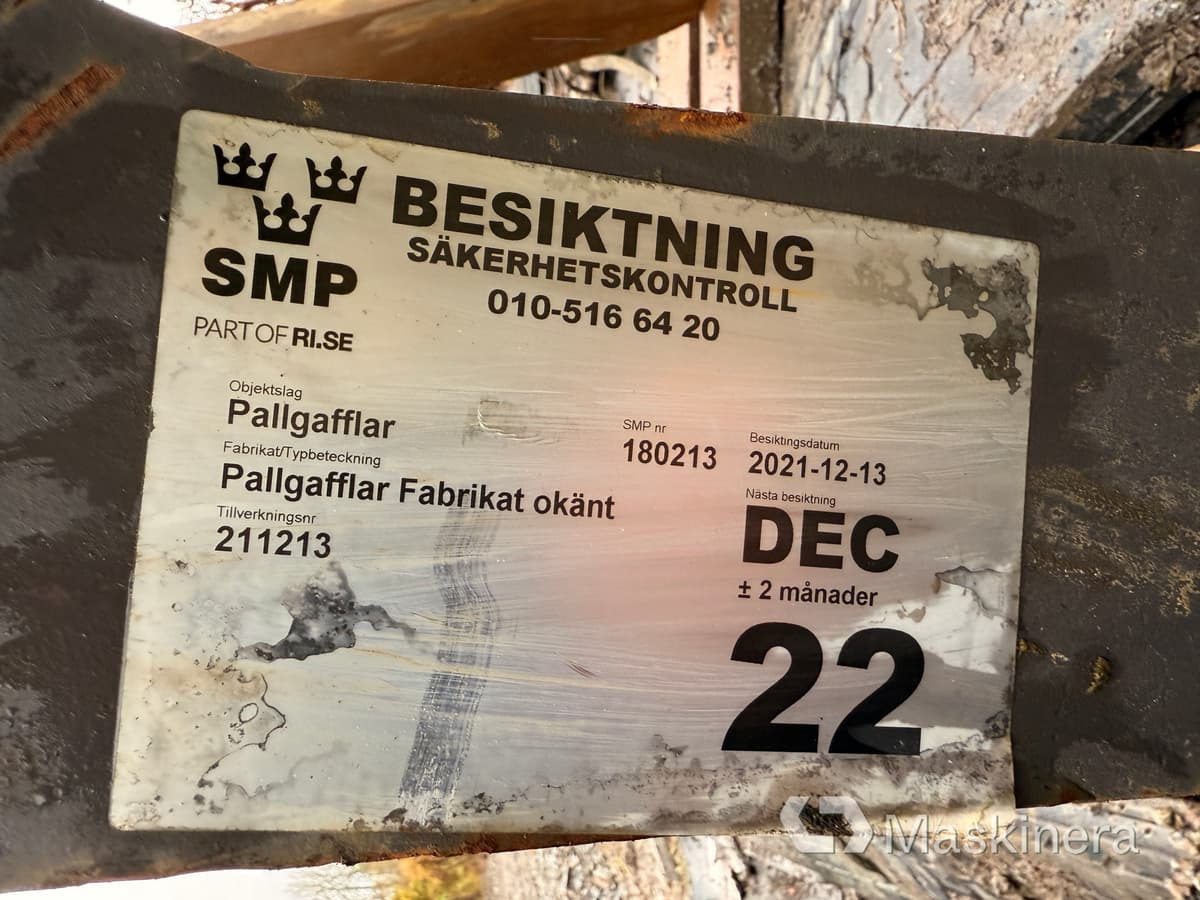 BESIKTNING
SÄKERHETSKONTROLL
010-516 64 20
SMP
PART OF RI.SE
Objektslag
Pallgafflar
Fabrikat/Typbeteckning
Pallgafflar Fabrikat okänt
Tillverkningsnr
211213
SMP nr
180213
Besiktingsdatum
2021-12-13
Nästa besiktning
DEC
± 2 månader
22
Maskinera